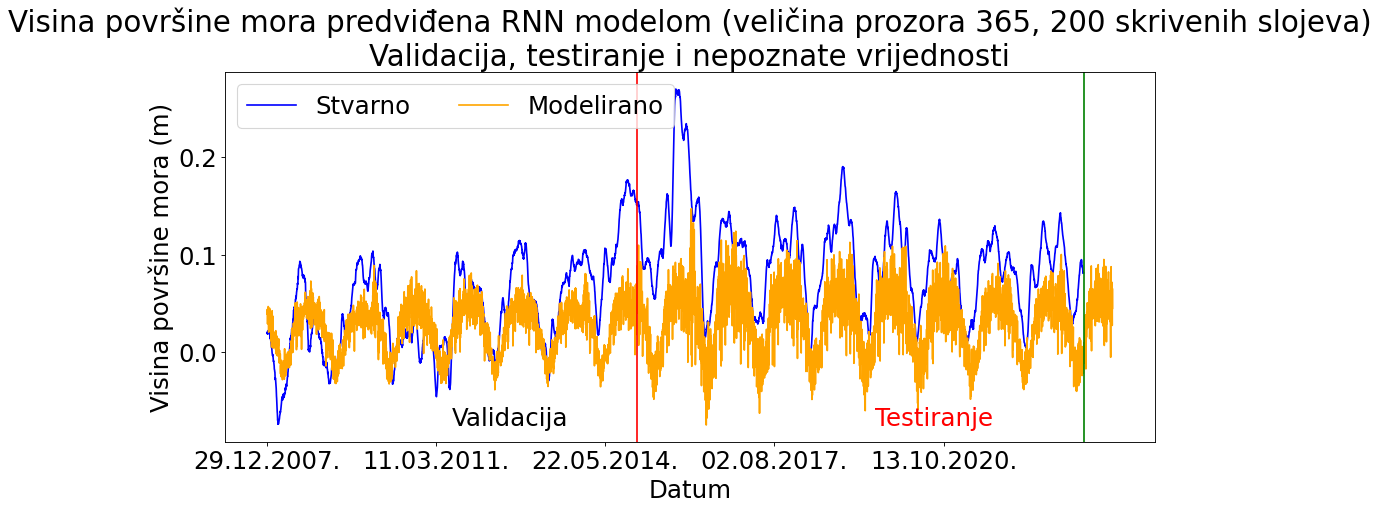 Visina površine mora predviđena RNN modelom (veličina prozora 365, 200 skrivenih slojeva)
Validacija, testiranje i nepoznate vrijednosti
Stvarno
Modelirano
Visina površine mora (m)
0.2
0.1
0.0
Validacija
Testiranje
29.12.2007.
11.03.2011.
22.05.2014.
02.08.2017.
13.10.2020.
Datum